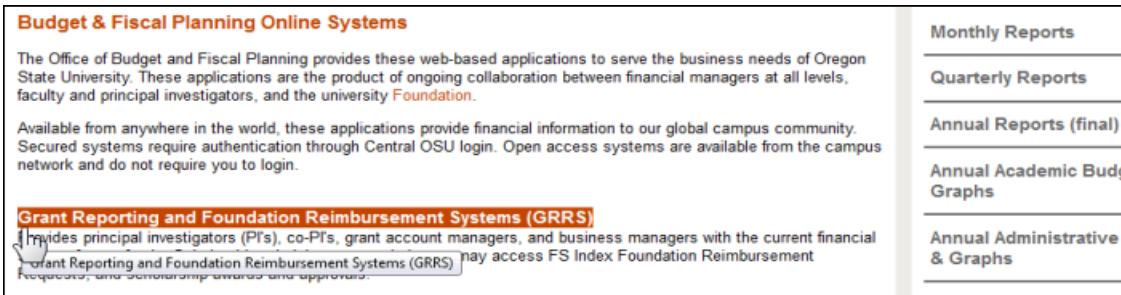 Budget & Fiscal Planning Online Systems
The Office of Budget and Fiscal Planning provides these web-based applications to serve the business needs of Oregon
State University. These applications are the product of ongoing collaboration between financial managers at all levels,
faculty and principal investigators, and the university Foundation.
Available from anywhere in the world, these applications provide financial information to our global campus community.
Secured systems require authentication through Central OSU login. Open access systems are available from the campus
network and do not require you to login.
Grant Reporting and Foundation Reimbursement Systems (GRRS)
Provides principal investigators (PI's), co-PI's, grant account managers, and business managers with the current financial
may access FS Index Foundation Reimbursement
Grant Reporting and Foundation Reimbursement Systems (GRRS)
Requests, and scholarship awards and approvals.
Monthly Reports
Quarterly Reports
Annual Reports (final)
Annual Academic Budg
Graphs
Annual Administrative
& Graphs